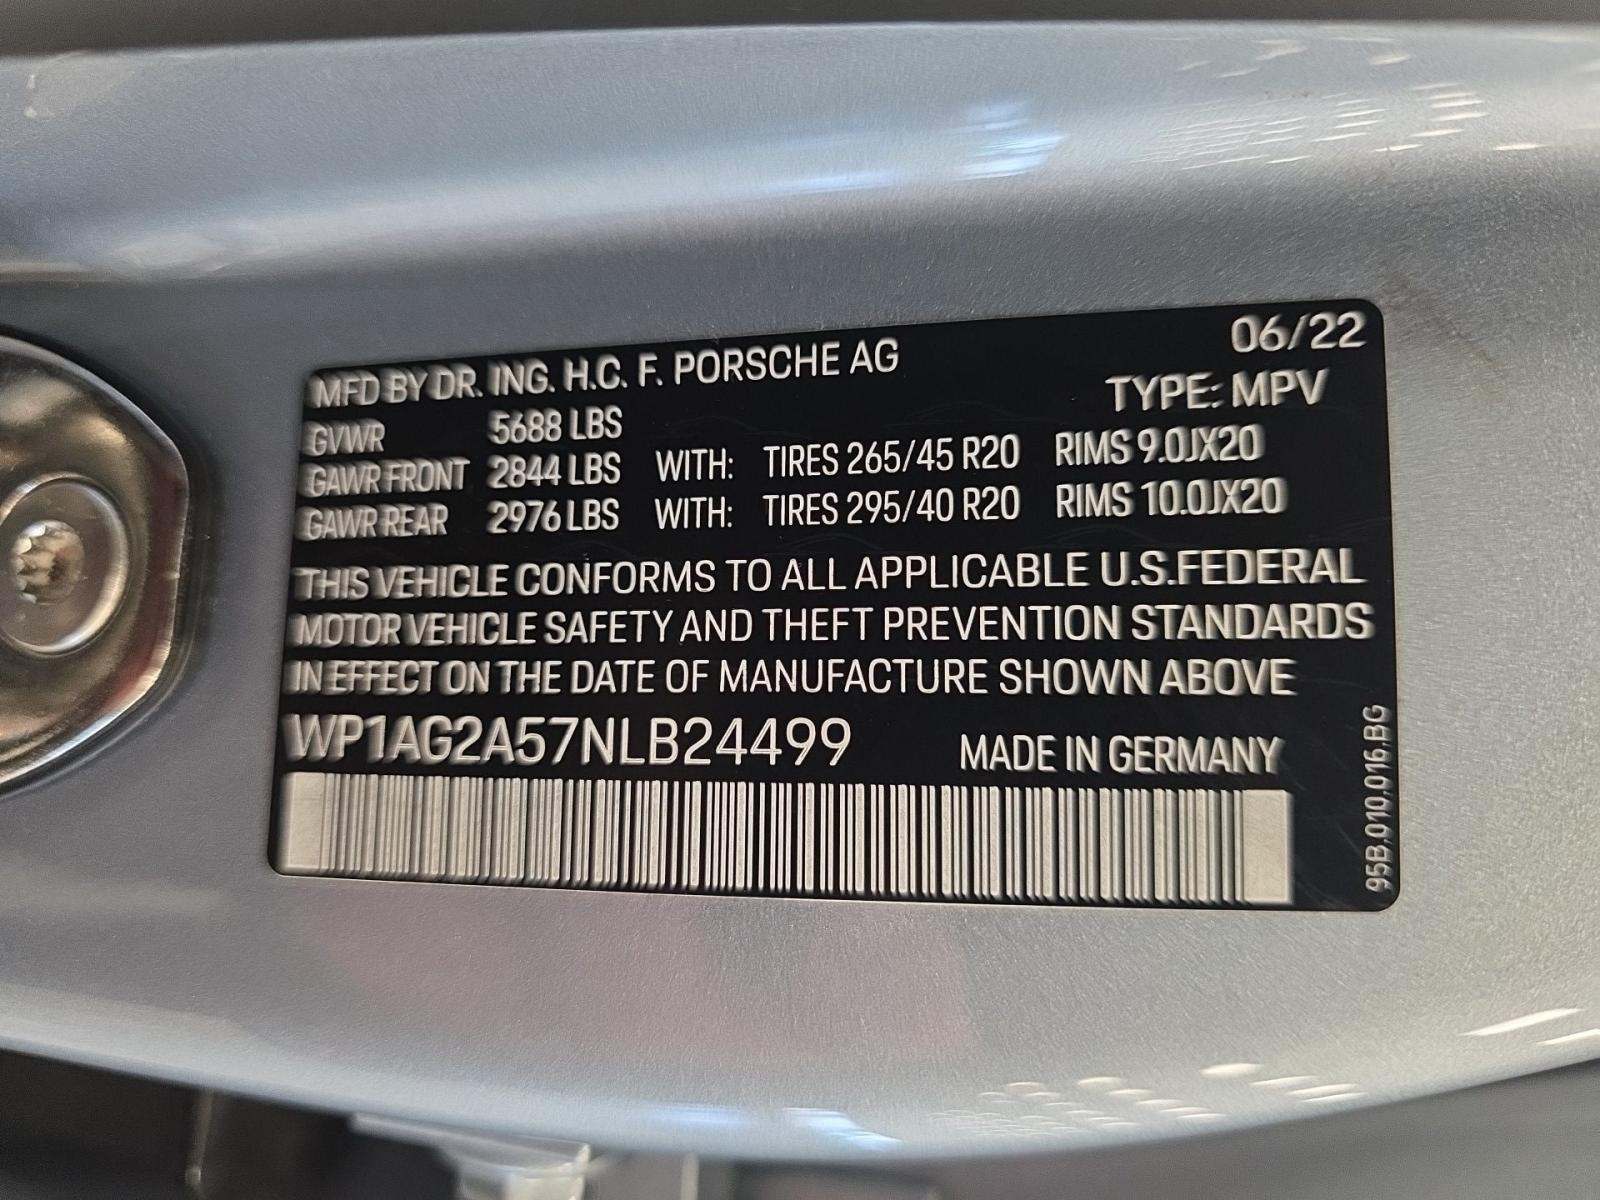 06/22
MFD BY DR. ING. H.C. F. PORSCHE AG
TYPE: MPV
GVWR 5688 LBS
GAWR FRONT 2844 LBS WITH: TIRES 265/45 R20 RIMS 9.0JX20
GAWR REAR 2976 LBS WITH: TIRES 295/40 R20 RIMS 10.0JX20
THIS VEHICLE CONFORMS TO ALL APPLICABLE U.S.FEDERAL
MOTOR VEHICLE SAFETY AND THEFT PREVENTION STANDARDS
IN EFFECT ON THE DATE OF MANUFACTURE SHOWN ABOVE
WP1AG2A57NLB24499
MADE IN GERMANY
95B.010.016.BG